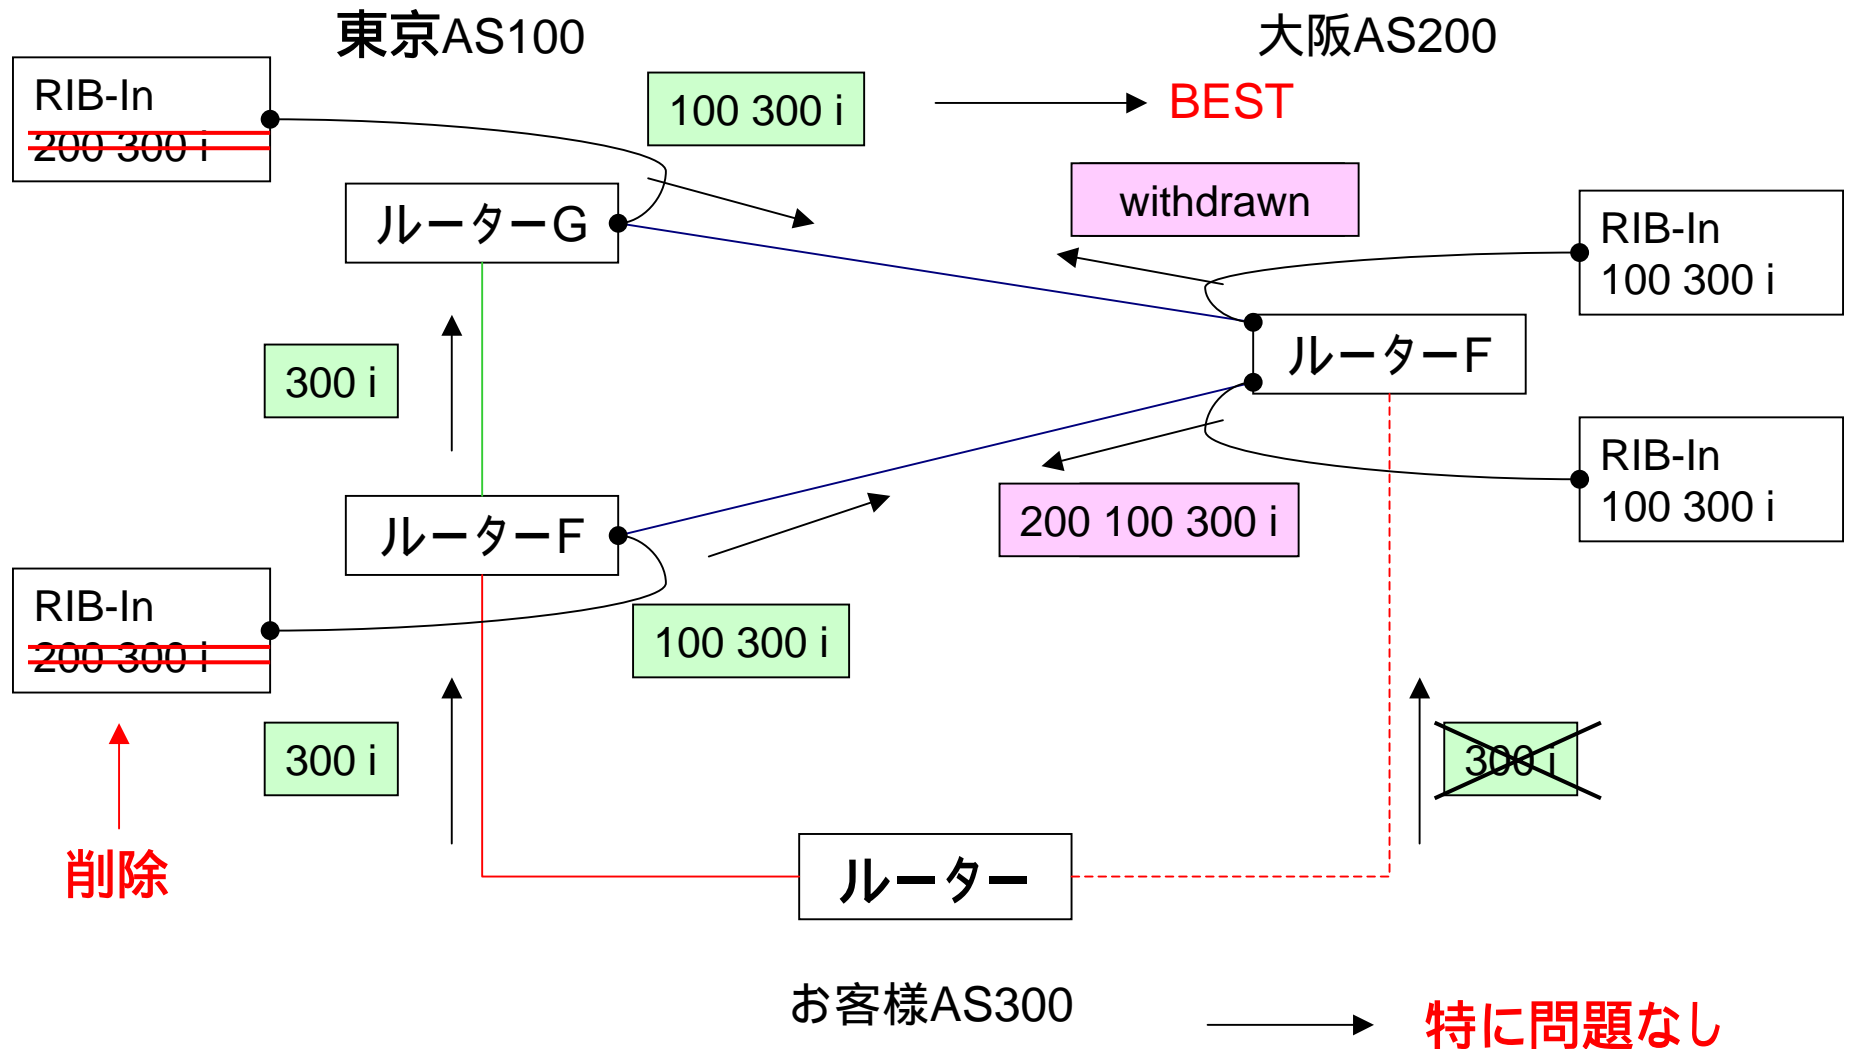 東京AS100
大阪AS200
RIB-In
200 300 i
100 300 i
BEST
withdrawn
ルーターG
RIB-In
100 300 i
ルーターF
300 i
RIB-In
100 300 i
200 100 300 i
ルーターF
RIB-In
200 300 i
100 300 i
300 i
300 i
削除
ルーター
お客様AS300
特に問題なし